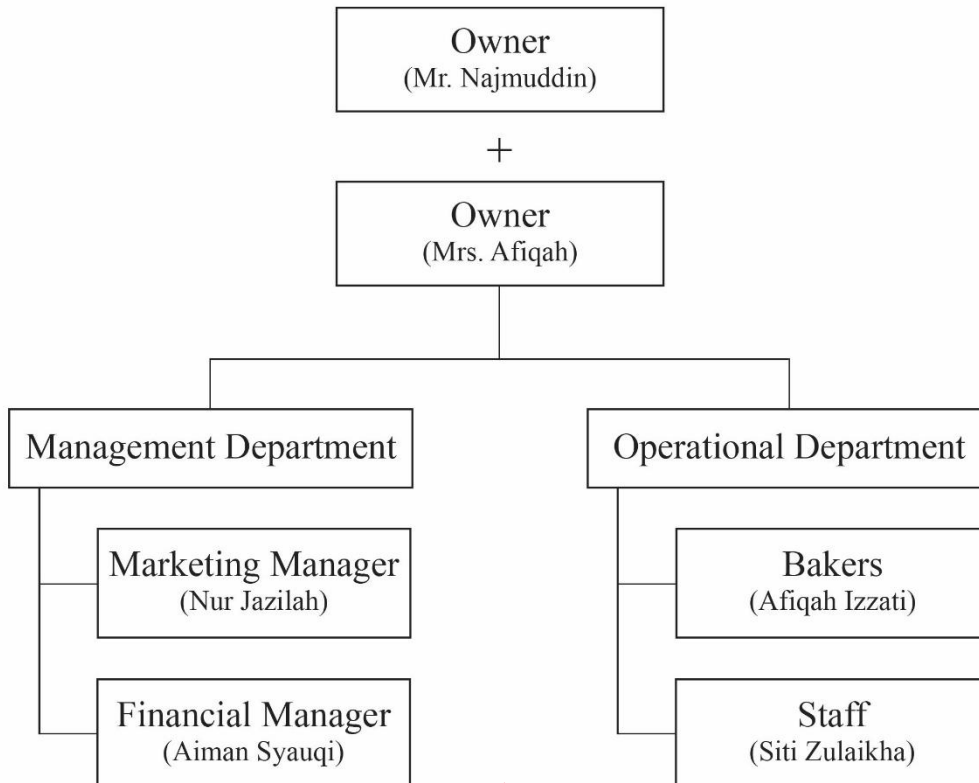 Owner
(Mr. Najmuddin)
+
Owner
(Mrs. Afiqah)
Management Department
Marketing Manager
(Nur Jazilah)
Financial Manager
(Aiman Syauqi)
Operational Department
Bakers
(Afiqah Izzati)
Staff
(Siti Zulaikha)